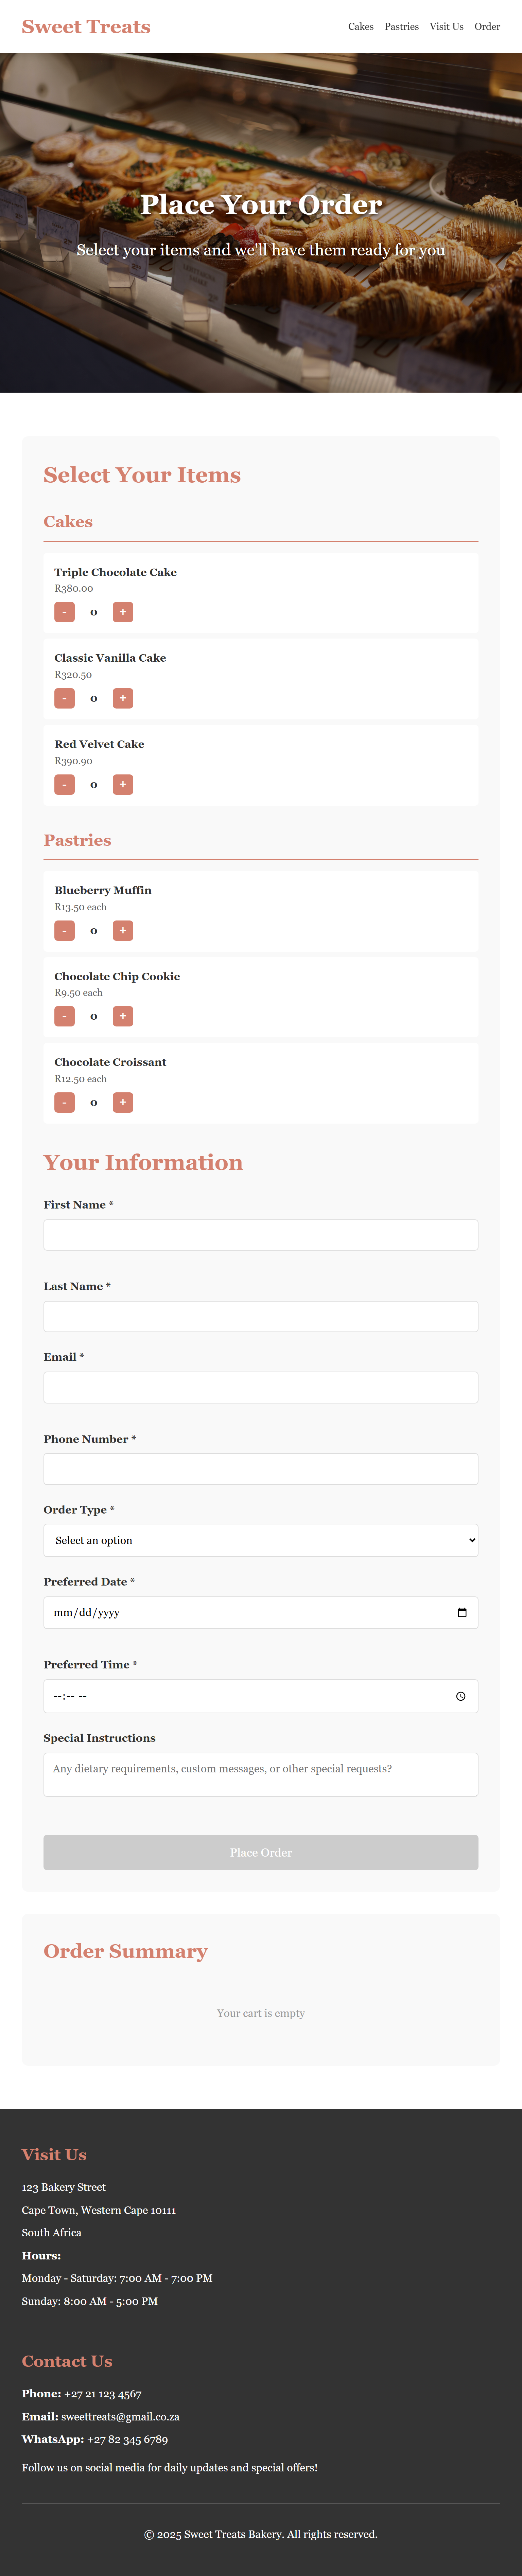 Sweet Treats
Cakes Pastries Visit Us Order
Place Your Order
Select your items and we'll have them ready for you
Select Your Items
Cakes
Triple Chocolate Cake
R380.00
- 0 +
Classic Vanilla Cake
R320.50
- 0 +
Red Velvet Cake
R390.90
- 0 +
Pastries
Blueberry Muffin
R13.50 each
- 0 +
Chocolate Chip Cookie
R9.50 each
- 0 +
Chocolate Croissant
R12.50 each
- 0 +
Your Information
First Name *
Last Name *
Email *
Phone Number *
Order Type *
Select an option
Preferred Date *
mm/dd/yyyy
Preferred Time *
--:-- --
Special Instructions
Any dietary requirements, custom messages, or other special requests?
Place Order
Order Summary
Your cart is empty
Visit Us
123 Bakery Street
Cape Town, Western Cape 10111
South Africa
Hours:
Monday - Saturday: 7:00 AM - 7:00 PM
Sunday: 8:00 AM - 5:00 PM
Contact Us
Phone: +27 21 123 4567
Email: sweettreats@gmail.co.za
WhatsApp: +27 82 345 6789
Follow us on social media for daily updates and special offers!
© 2025 Sweet Treats Bakery. All rights reserved.